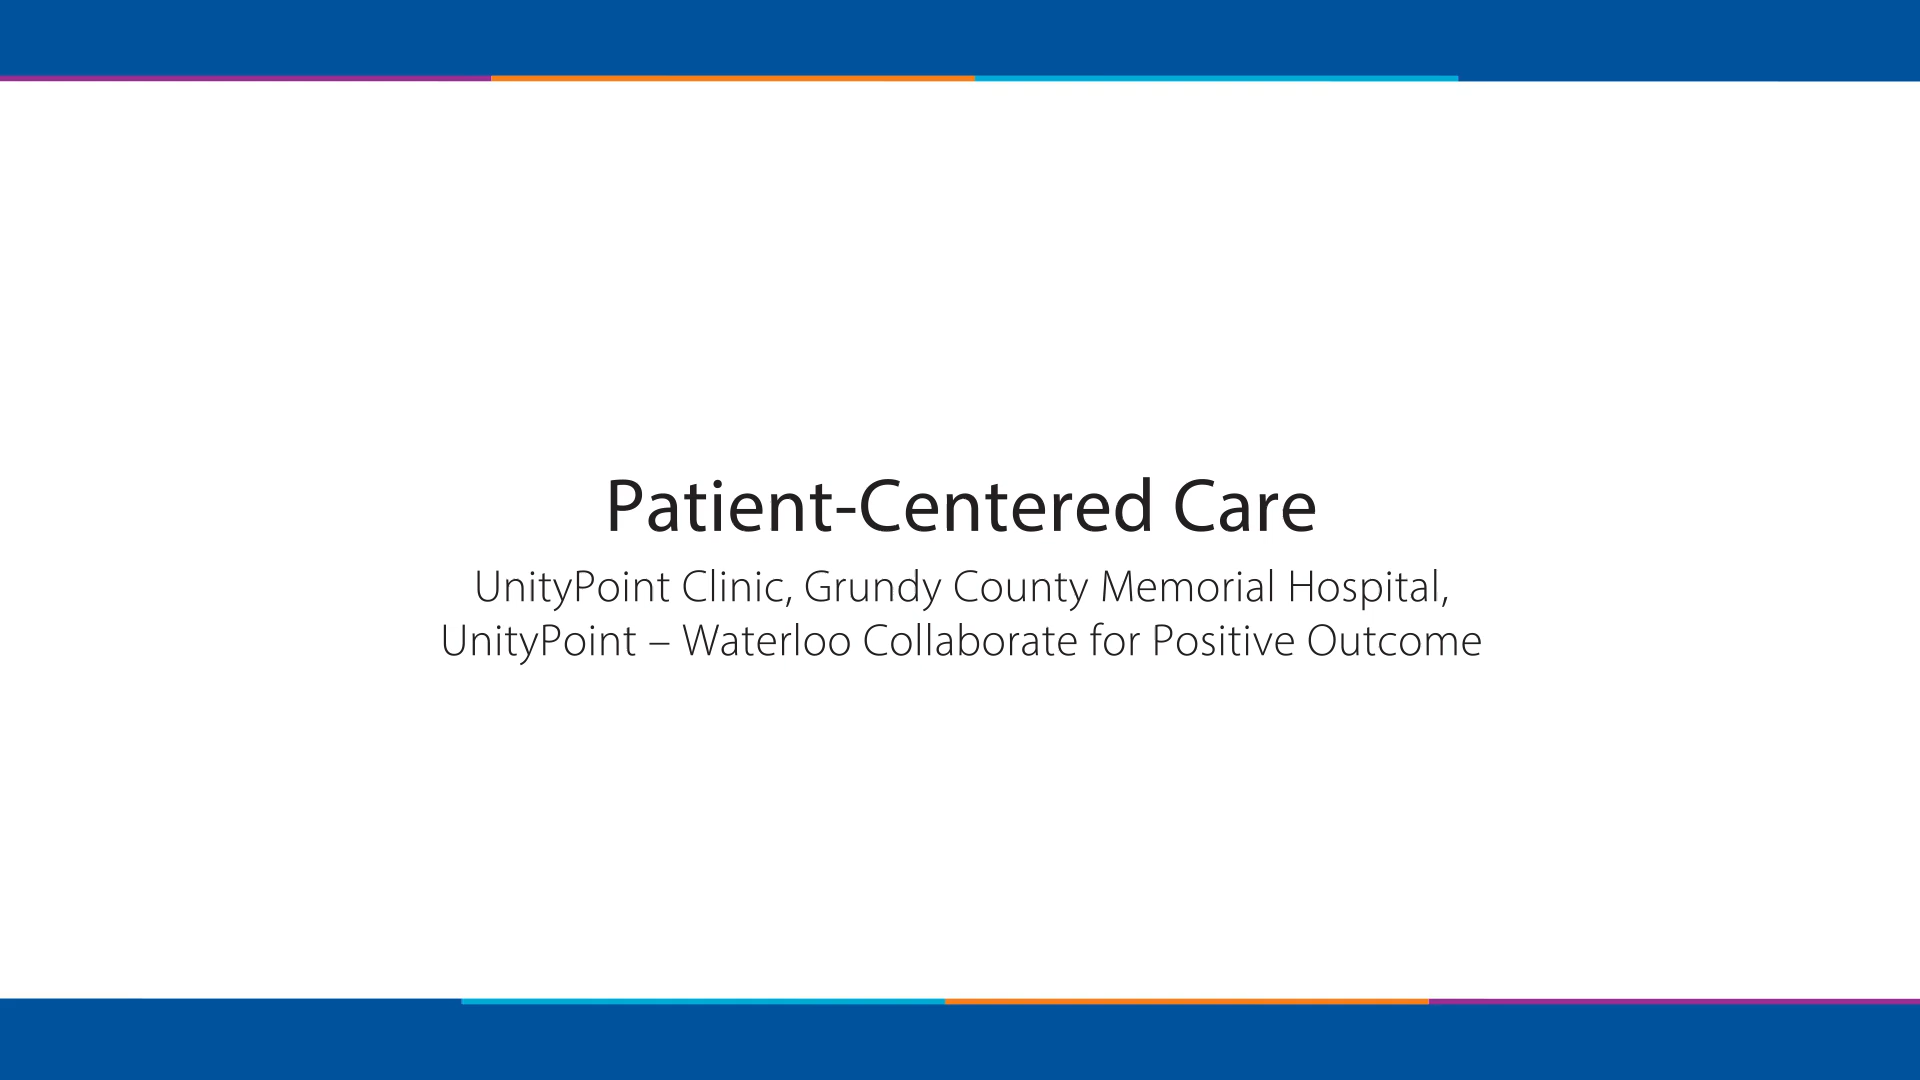 Patient-Centered Care
UnityPoint Clinic, Grundy County Memorial Hospital,
UnityPoint – Waterloo Collaborate for Positive Outcome